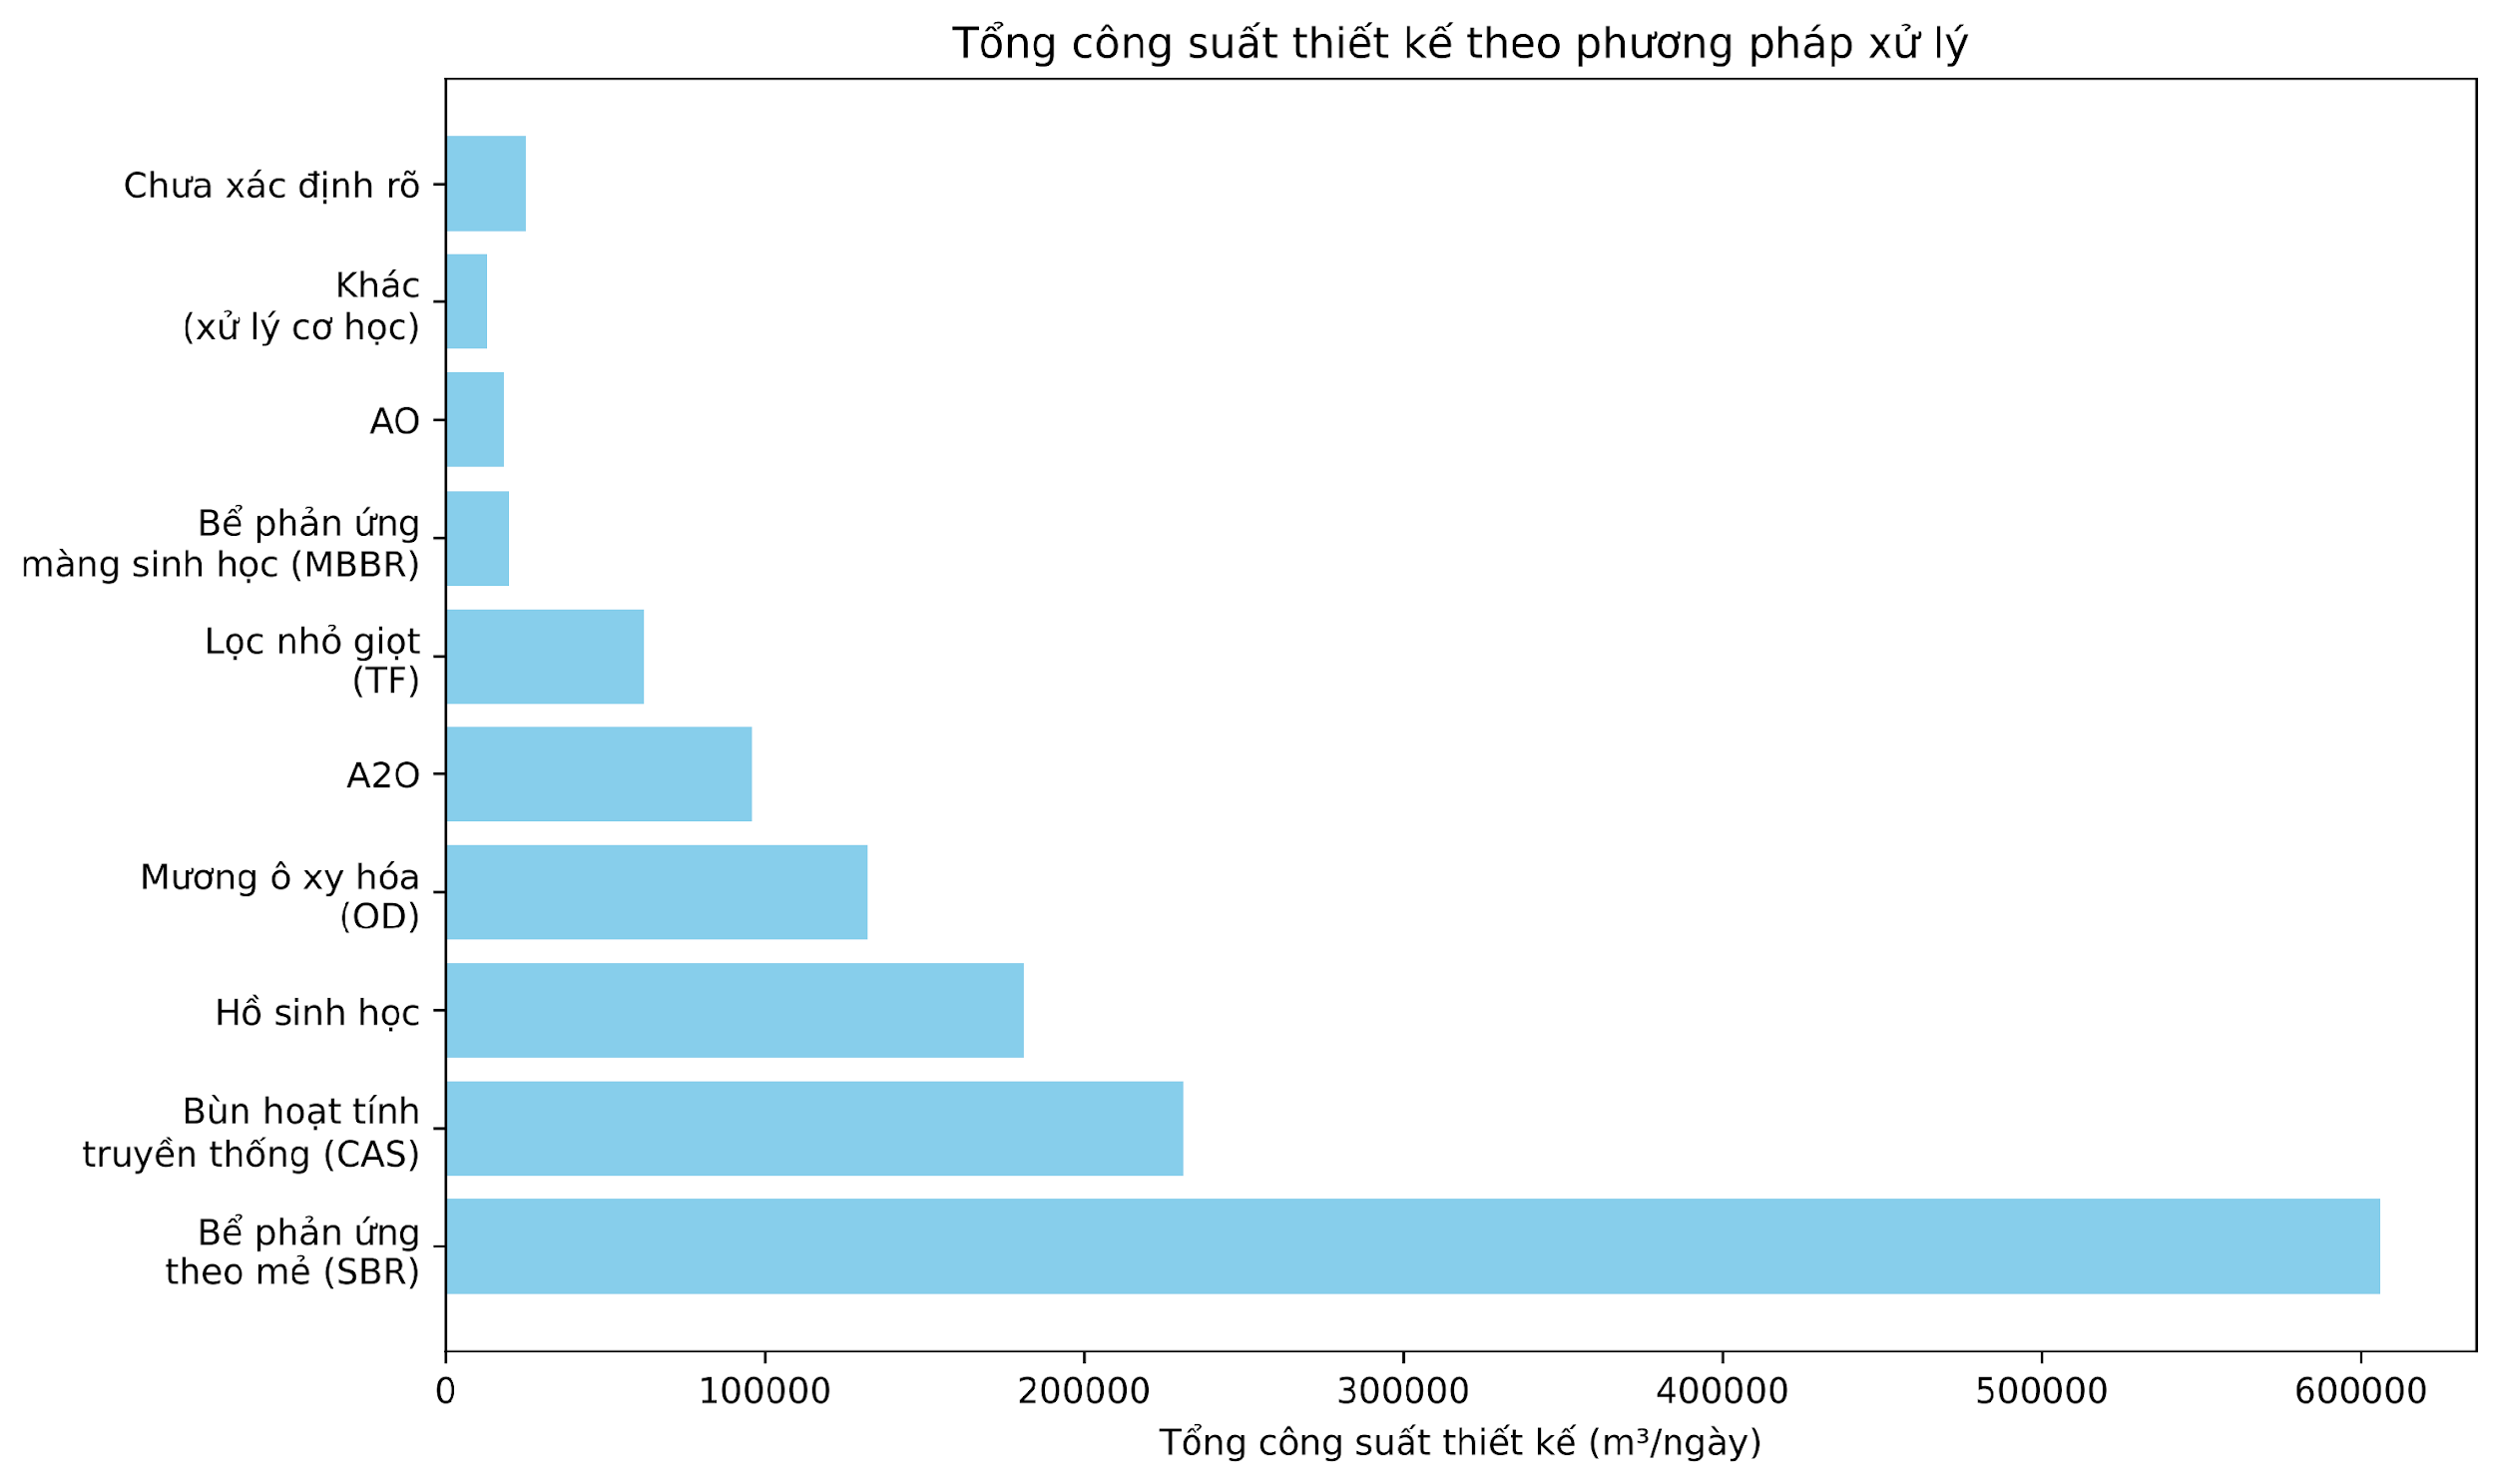 Tổng công suất thiết kế theo phương pháp xử lý
Chưa xác định rõ
Khác
(xử lý cơ học)
AO
Bể phản ứng
màng sinh học (MBBR)
Lọc nhỏ giọt
(TF)
A2O
Mương ô xy hóa
(OD)
Hồ sinh học
Bùn hoạt tính
truyền thống (CAS)
Bể phản ứng
theo mẻ (SBR)
0 100000 200000 300000 400000 500000 600000
Tổng công suất thiết kế (m³/ngày)